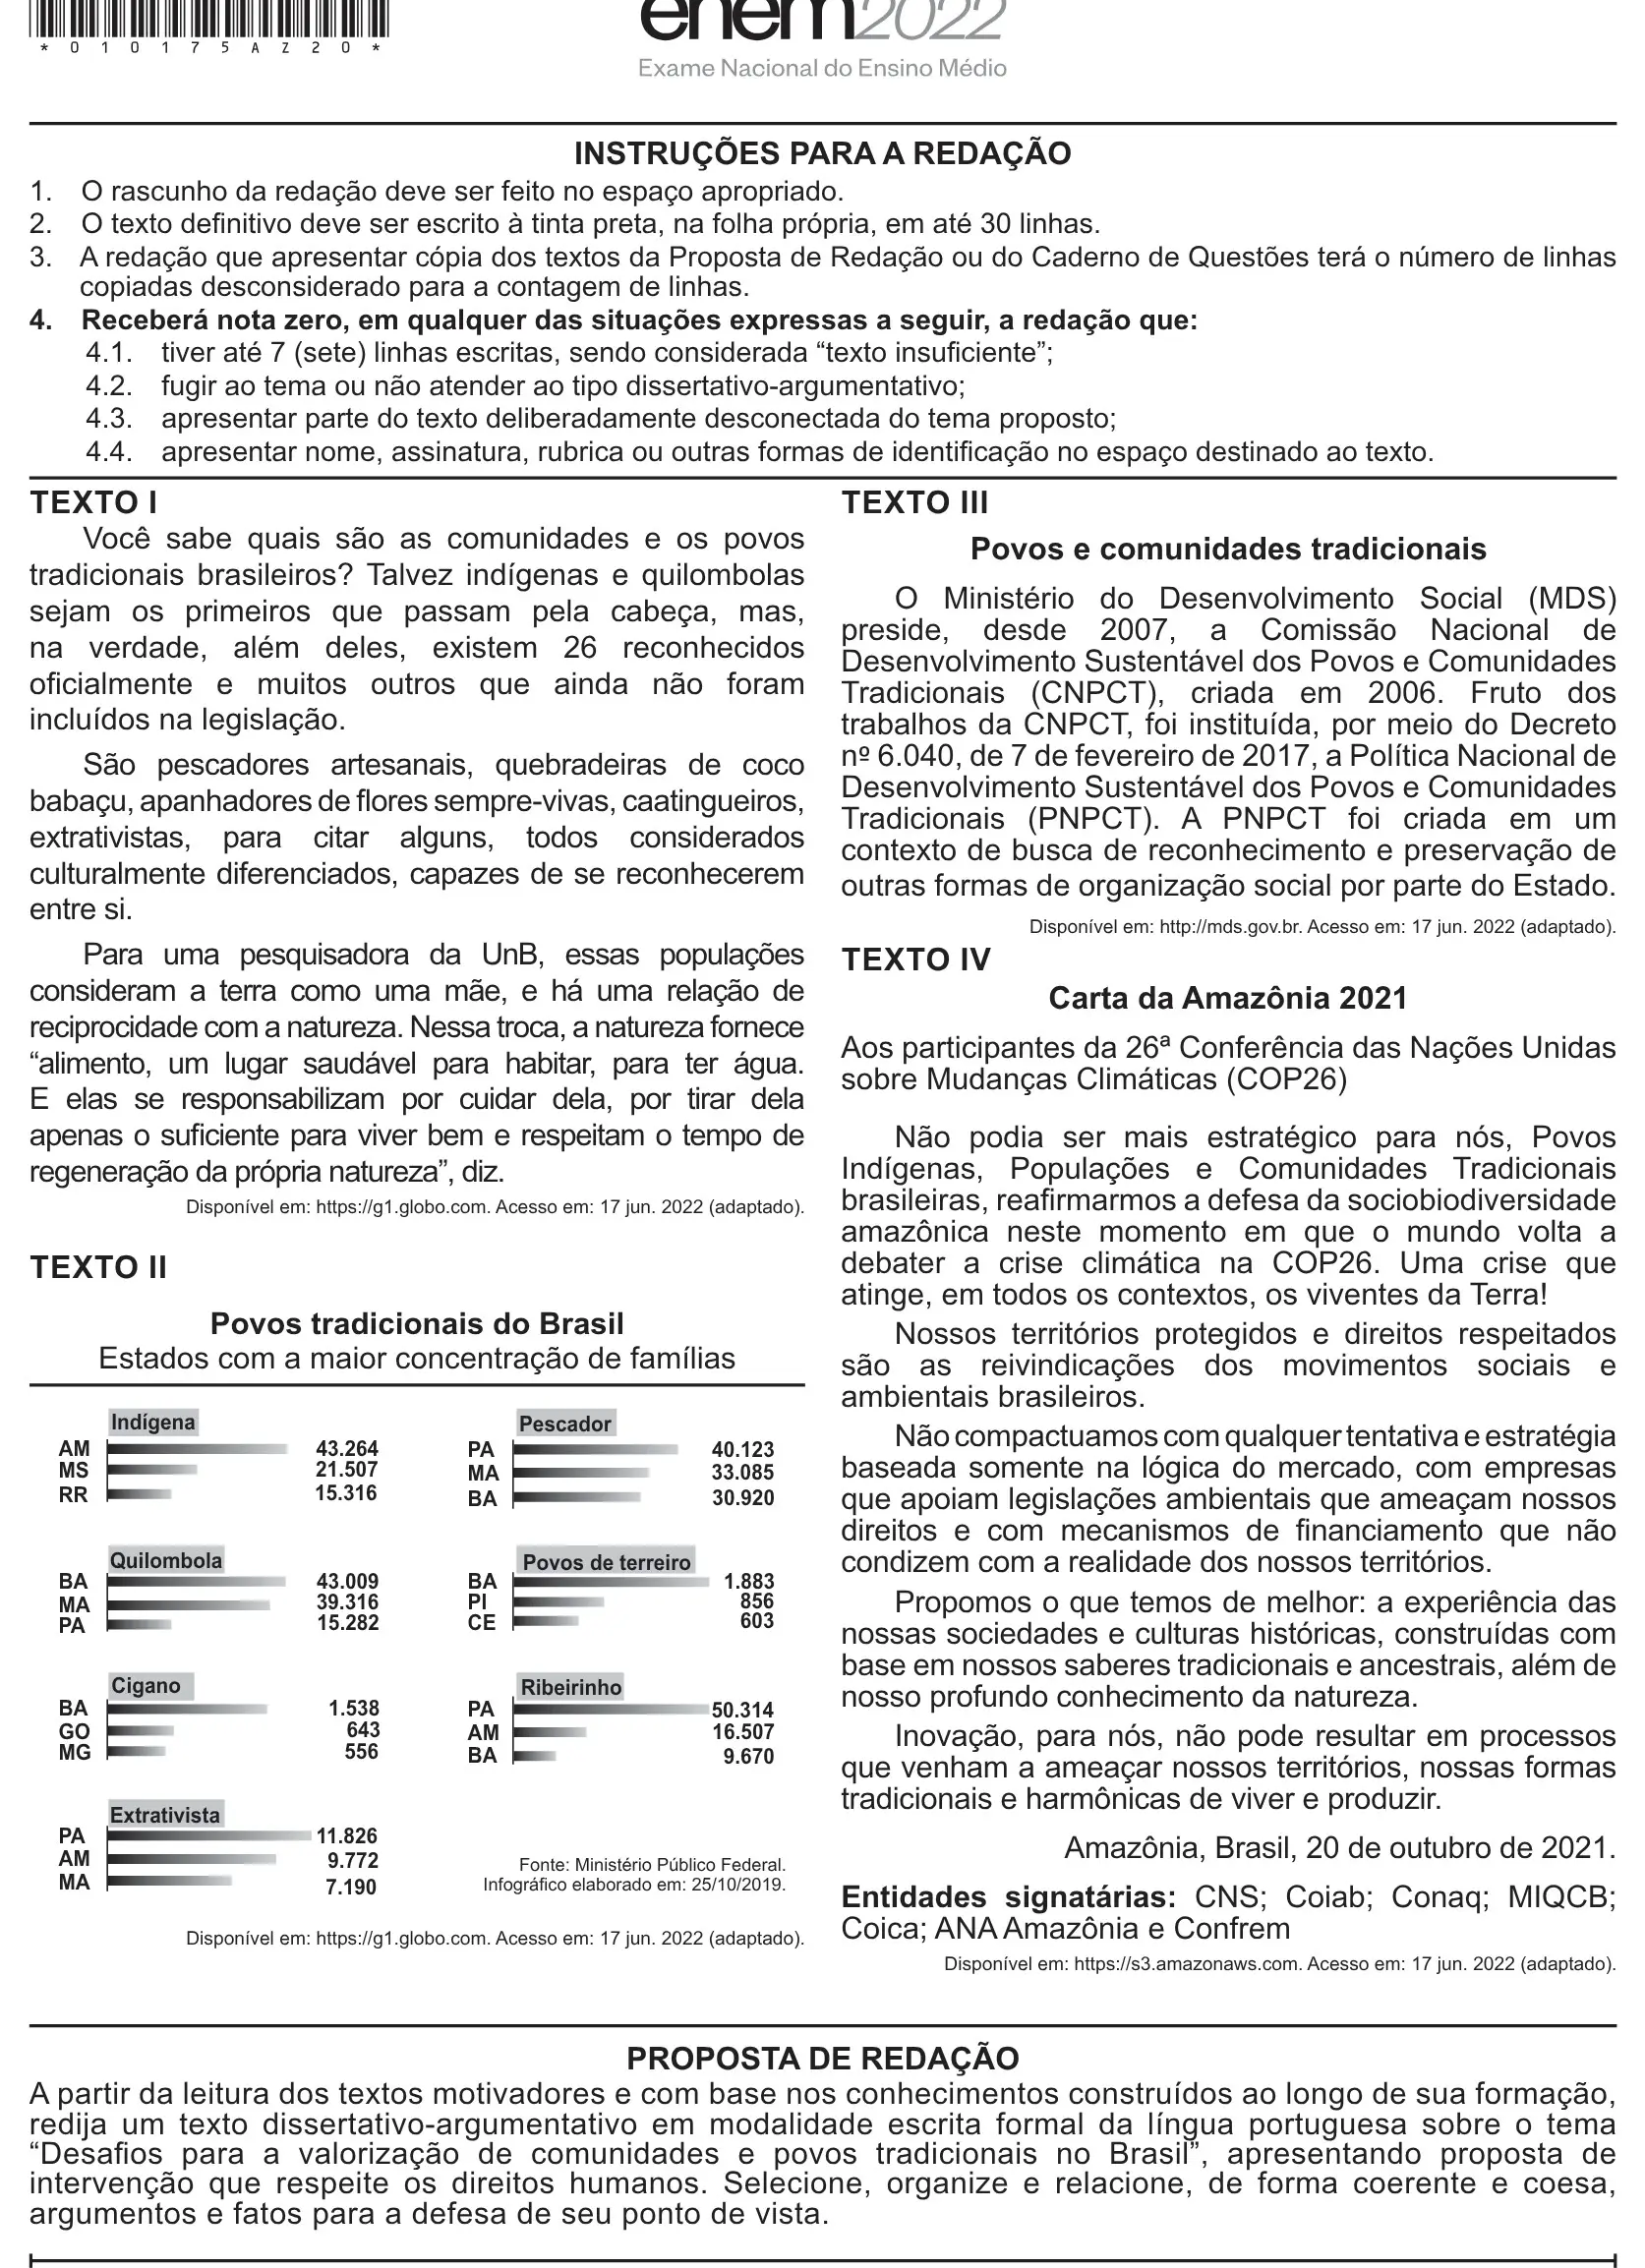 *010175AZ20*
enem2022
Exame Nacional do Ensino Médio
INSTRUÇÕES PARA A REDAÇÃO
1. O rascunho da redação deve ser feito no espaço apropriado.
2. O texto definitivo deve ser escrito à tinta preta, na folha própria, em até 30 linhas.
3. A redação que apresentar cópia dos textos da Proposta de Redação ou do Caderno de Questões terá o número de linhas
copiadas desconsiderado para a contagem de linhas.
4. Receberá nota zero, em qualquer das situações expressas a seguir, a redação que:
4.1. tiver até 7 (sete) linhas escritas, sendo considerada “texto insuficiente”;
4.2. fugir ao tema ou não atender ao tipo dissertativo-argumentativo;
4.3. apresentar parte do texto deliberadamente desconectada do tema proposto;
4.4. apresentar nome, assinatura, rubrica ou outras formas de identificação no espaço destinado ao texto.
TEXTO I
Você sabe quais são as comunidades e os povos
tradicionais brasileiros? Talvez indígenas e quilombolas
sejam os primeiros que passam pela cabeça, mas,
na verdade, além deles, existem 26 reconhecidos
oficialmente e muitos outros que ainda não foram
incluídos na legislação.
São pescadores artesanais, quebradeiras de coco
babaçu, apanhadores de flores sempre-vivas, caatingueiros,
extrativistas, para citar alguns, todos considerados
culturalmente diferenciados, capazes de se reconhecerem
entre si.
Para uma pesquisadora da UnB, essas populações
consideram a terra como uma mãe, e há uma relação de
reciprocidade com a natureza. Nessa troca, a natureza fornece
“alimento, um lugar saudável para habitar, para ter água.
E elas se responsabilizam por cuidar dela, por tirar dela
apenas o suficiente para viver bem e respeitam o tempo de
regeneração da própria natureza”, diz.
Disponível em: https://g1.globo.com. Acesso em: 17 jun. 2022 (adaptado).
TEXTO II
Povos tradicionais do Brasil
Estados com a maior concentração de famílias
Indígena
AM 43.264
MS 21.507
RR 15.316
Pescador
PA 40.123
MA 33.085
BA 30.920
Quilombola
BA 43.009
MA 39.316
PA 15.282
Povos de terreiro
BA 1.883
PI 856
CE 603
Cigano
BA 1.538
GO 643
MG 556
Ribeirinho
PA 50.314
AM 16.507
BA 9.670
Extrativista
PA 11.826
AM 9.772
MA 7.190
Fonte: Ministério Público Federal.
Infográfico elaborado em: 25/10/2019.
Disponível em: https://g1.globo.com. Acesso em: 17 jun. 2022 (adaptado).
TEXTO III
Povos e comunidades tradicionais
O Ministério do Desenvolvimento Social (MDS)
preside, desde 2007, a Comissão Nacional de
Desenvolvimento Sustentável dos Povos e Comunidades
Tradicionais (CNPCT), criada em 2006. Fruto dos
trabalhos da CNPCT, foi instituída, por meio do Decreto
nº 6.040, de 7 de fevereiro de 2017, a Política Nacional de
Desenvolvimento Sustentável dos Povos e Comunidades
Tradicionais (PNPCT). A PNPCT foi criada em um
contexto de busca de reconhecimento e preservação de
outras formas de organização social por parte do Estado.
Disponível em: http://mds.gov.br. Acesso em: 17 jun. 2022 (adaptado).
TEXTO IV
Carta da Amazônia 2021
Aos participantes da 26ª Conferência das Nações Unidas
sobre Mudanças Climáticas (COP26)
Não podia ser mais estratégico para nós, Povos
Indígenas, Populações e Comunidades Tradicionais
brasileiras, reafirmarmos a defesa da sociobiodiversidade
amazônica neste momento em que o mundo volta a
debater a crise climática na COP26. Uma crise que
atinge, em todos os contextos, os viventes da Terra!
Nossos territórios protegidos e direitos respeitados
são as reivindicações dos movimentos sociais e
ambientais brasileiros.
Não compactuamos com qualquer tentativa e estratégia
baseada somente na lógica do mercado, com empresas
que apoiam legislações ambientais que ameaçam nossos
direitos e com mecanismos de financiamento que não
condizem com a realidade dos nossos territórios.
Propomos o que temos de melhor: a experiência das
nossas sociedades e culturas históricas, construídas com
base em nossos saberes tradicionais e ancestrais, além de
nosso profundo conhecimento da natureza.
Inovação, para nós, não pode resultar em processos
que venham a ameaçar nossos territórios, nossas formas
tradicionais e harmônicas de viver e produzir.
Amazônia, Brasil, 20 de outubro de 2021.
Entidades signatárias: CNS; Coiab; Conaq; MIQCB;
Coica; ANA Amazônia e Confrem
Disponível em: https://s3.amazonaws.com. Acesso em: 17 jun. 2022 (adaptado).
PROPOSTA DE REDAÇÃO
A partir da leitura dos textos motivadores e com base nos conhecimentos construídos ao longo de sua formação,
redija um texto dissertativo-argumentativo em modalidade escrita formal da língua portuguesa sobre o tema
“Desafios para a valorização de comunidades e povos tradicionais no Brasil”, apresentando proposta de
intervenção que respeite os direitos humanos. Selecione, organize e relacione, de forma coerente e coesa,
argumentos e fatos para a defesa de seu ponto de vista.